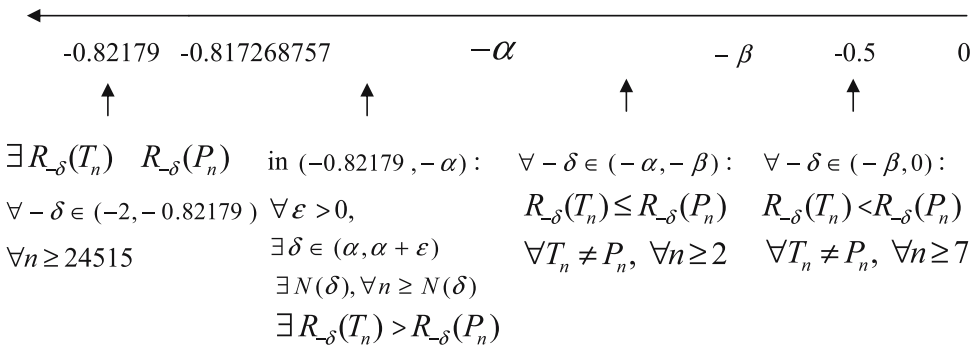 -0.82179 -0.817268757 −α − β -0.5 0
∃ R_{-δ}(T_n) R_{-δ}(P_n)
∀ − δ ∈ (−2, − 0.82179)
∀n ≥ 24515
in (−0.82179 , −α) :
∀ ε > 0,
∃ δ ∈ (α, α + ε)
∃ N(δ), ∀n ≥ N(δ)
∃ R_{-δ}(T_n) > R_{-δ}(P_n)
∀ − δ ∈ (−α, − β) :
R_{-δ}(T_n) ≤ R_{-δ}(P_n)
∀T_n ≠ P_n, ∀n ≥ 2
∀ − δ ∈ (− β, 0) :
R_{-δ}(T_n) < R_{-δ}(P_n)
∀T_n ≠ P_n, ∀n ≥ 7